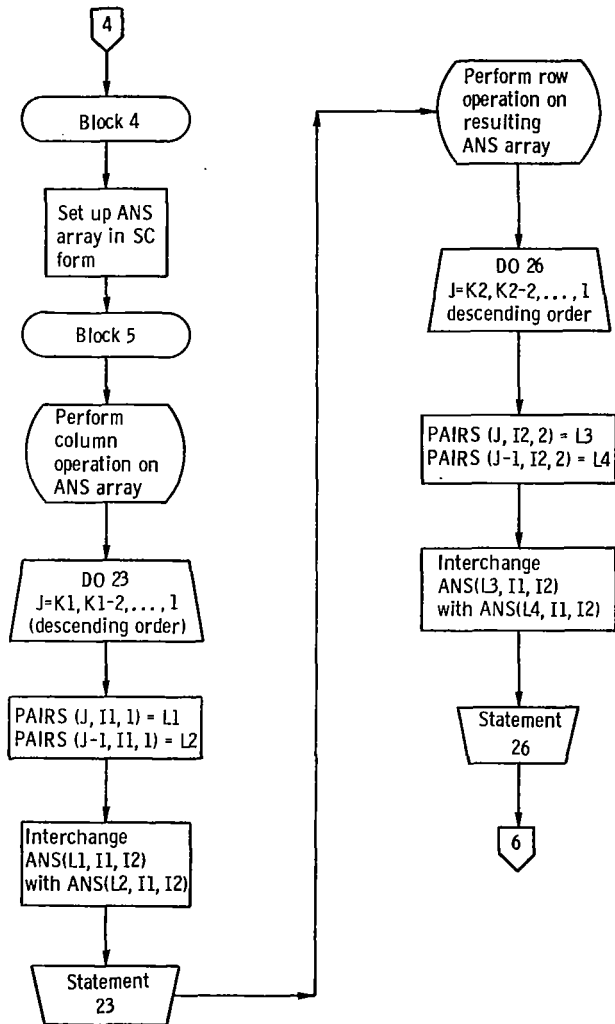 4
Block 4
Set up ANS
array in SC
form
Block 5
Perform
column
operation on
ANS array
DO 23
J=K1, K1-2, . . . , 1
(descending order)
PAIRS (J, I1, 1) = L1
PAIRS (J-1, I1, 1) = L2
Interchange
ANS(L1, I1, I2)
with ANS(L2, I1, I2)
Statement
23
Perform row
operation on
resulting
ANS array
DO 26
J=K2, K2-2, . . . , 1
descending order
PAIRS (J, I2, 2) = L3
PAIRS (J-1, I2, 2) = L4
Interchange
ANS(L3, I1, I2)
with ANS(L4, I1, I2)
Statement
26
6